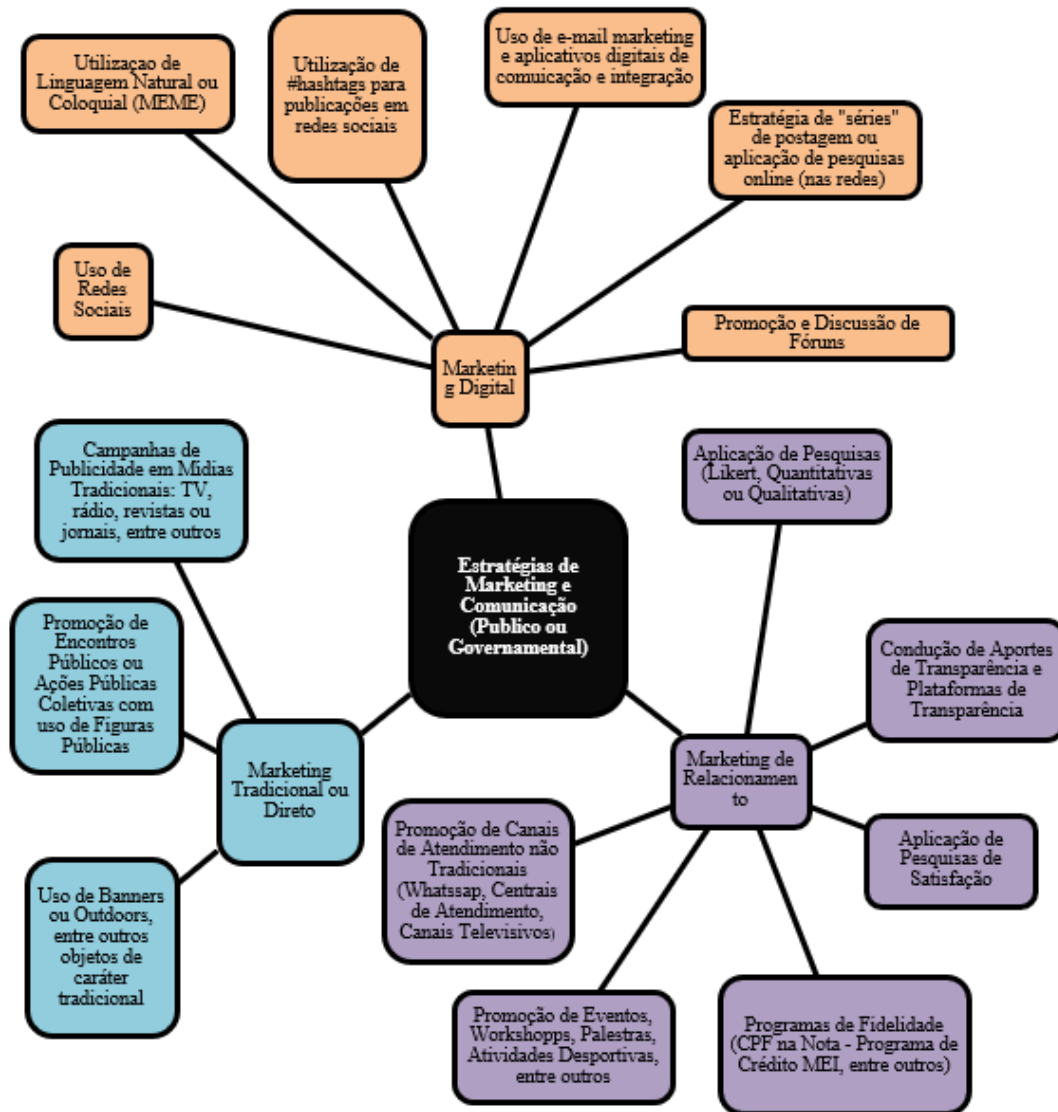 Utilizaçao de
Linguagem Natural ou
Coloquial (MEME)
Utilização de
#hashtags para
publicações em
redes sociais
Uso de e-mail marketing
e aplicativos digitais de
comuicação e integração
Estratégia de "séries"
de postagem ou
aplicação de pesquisas
online (nas redes)
Uso de
Redes
Sociais
Promoção e Discussão de
Fóruns
Marketin
g Digital
Campanhas de
Publicidade em Mídias
Tradicionais: TV,
rádio, revistas ou
jornais, entre outros
Aplicação de Pesquisas
(Likert, Quantitativas
ou Qualitativas)
Estratégias de
Marketing e
Comunicação
(Publico ou
Governamental)
Promoção de
Encontros
Públicos ou
Ações Públicas
Coletivas com
uso de Figuras
Públicas
Condução de Aportes
de Transparência e
Plataformas de
Transparência
Marketing
Tradicional ou
Direto
Marketing de
Relacionamen
to
Promoção de Canais
de Atendimento não
Tradicionais
(Whatssap, Centrais
de Atendimento,
Canais Televisivos)
Aplicação de
Pesquisas de
Satisfação
Uso de Banners
ou Outdoors,
entre outros
objetos de
caráter
tradicional
Promoção de Eventos,
Workshopps, Palestras,
Atividades Desportivas,
entre outros
Programas de Fidelidade
(CPF na Nota - Programa de
Crédito MEI, entre outros)